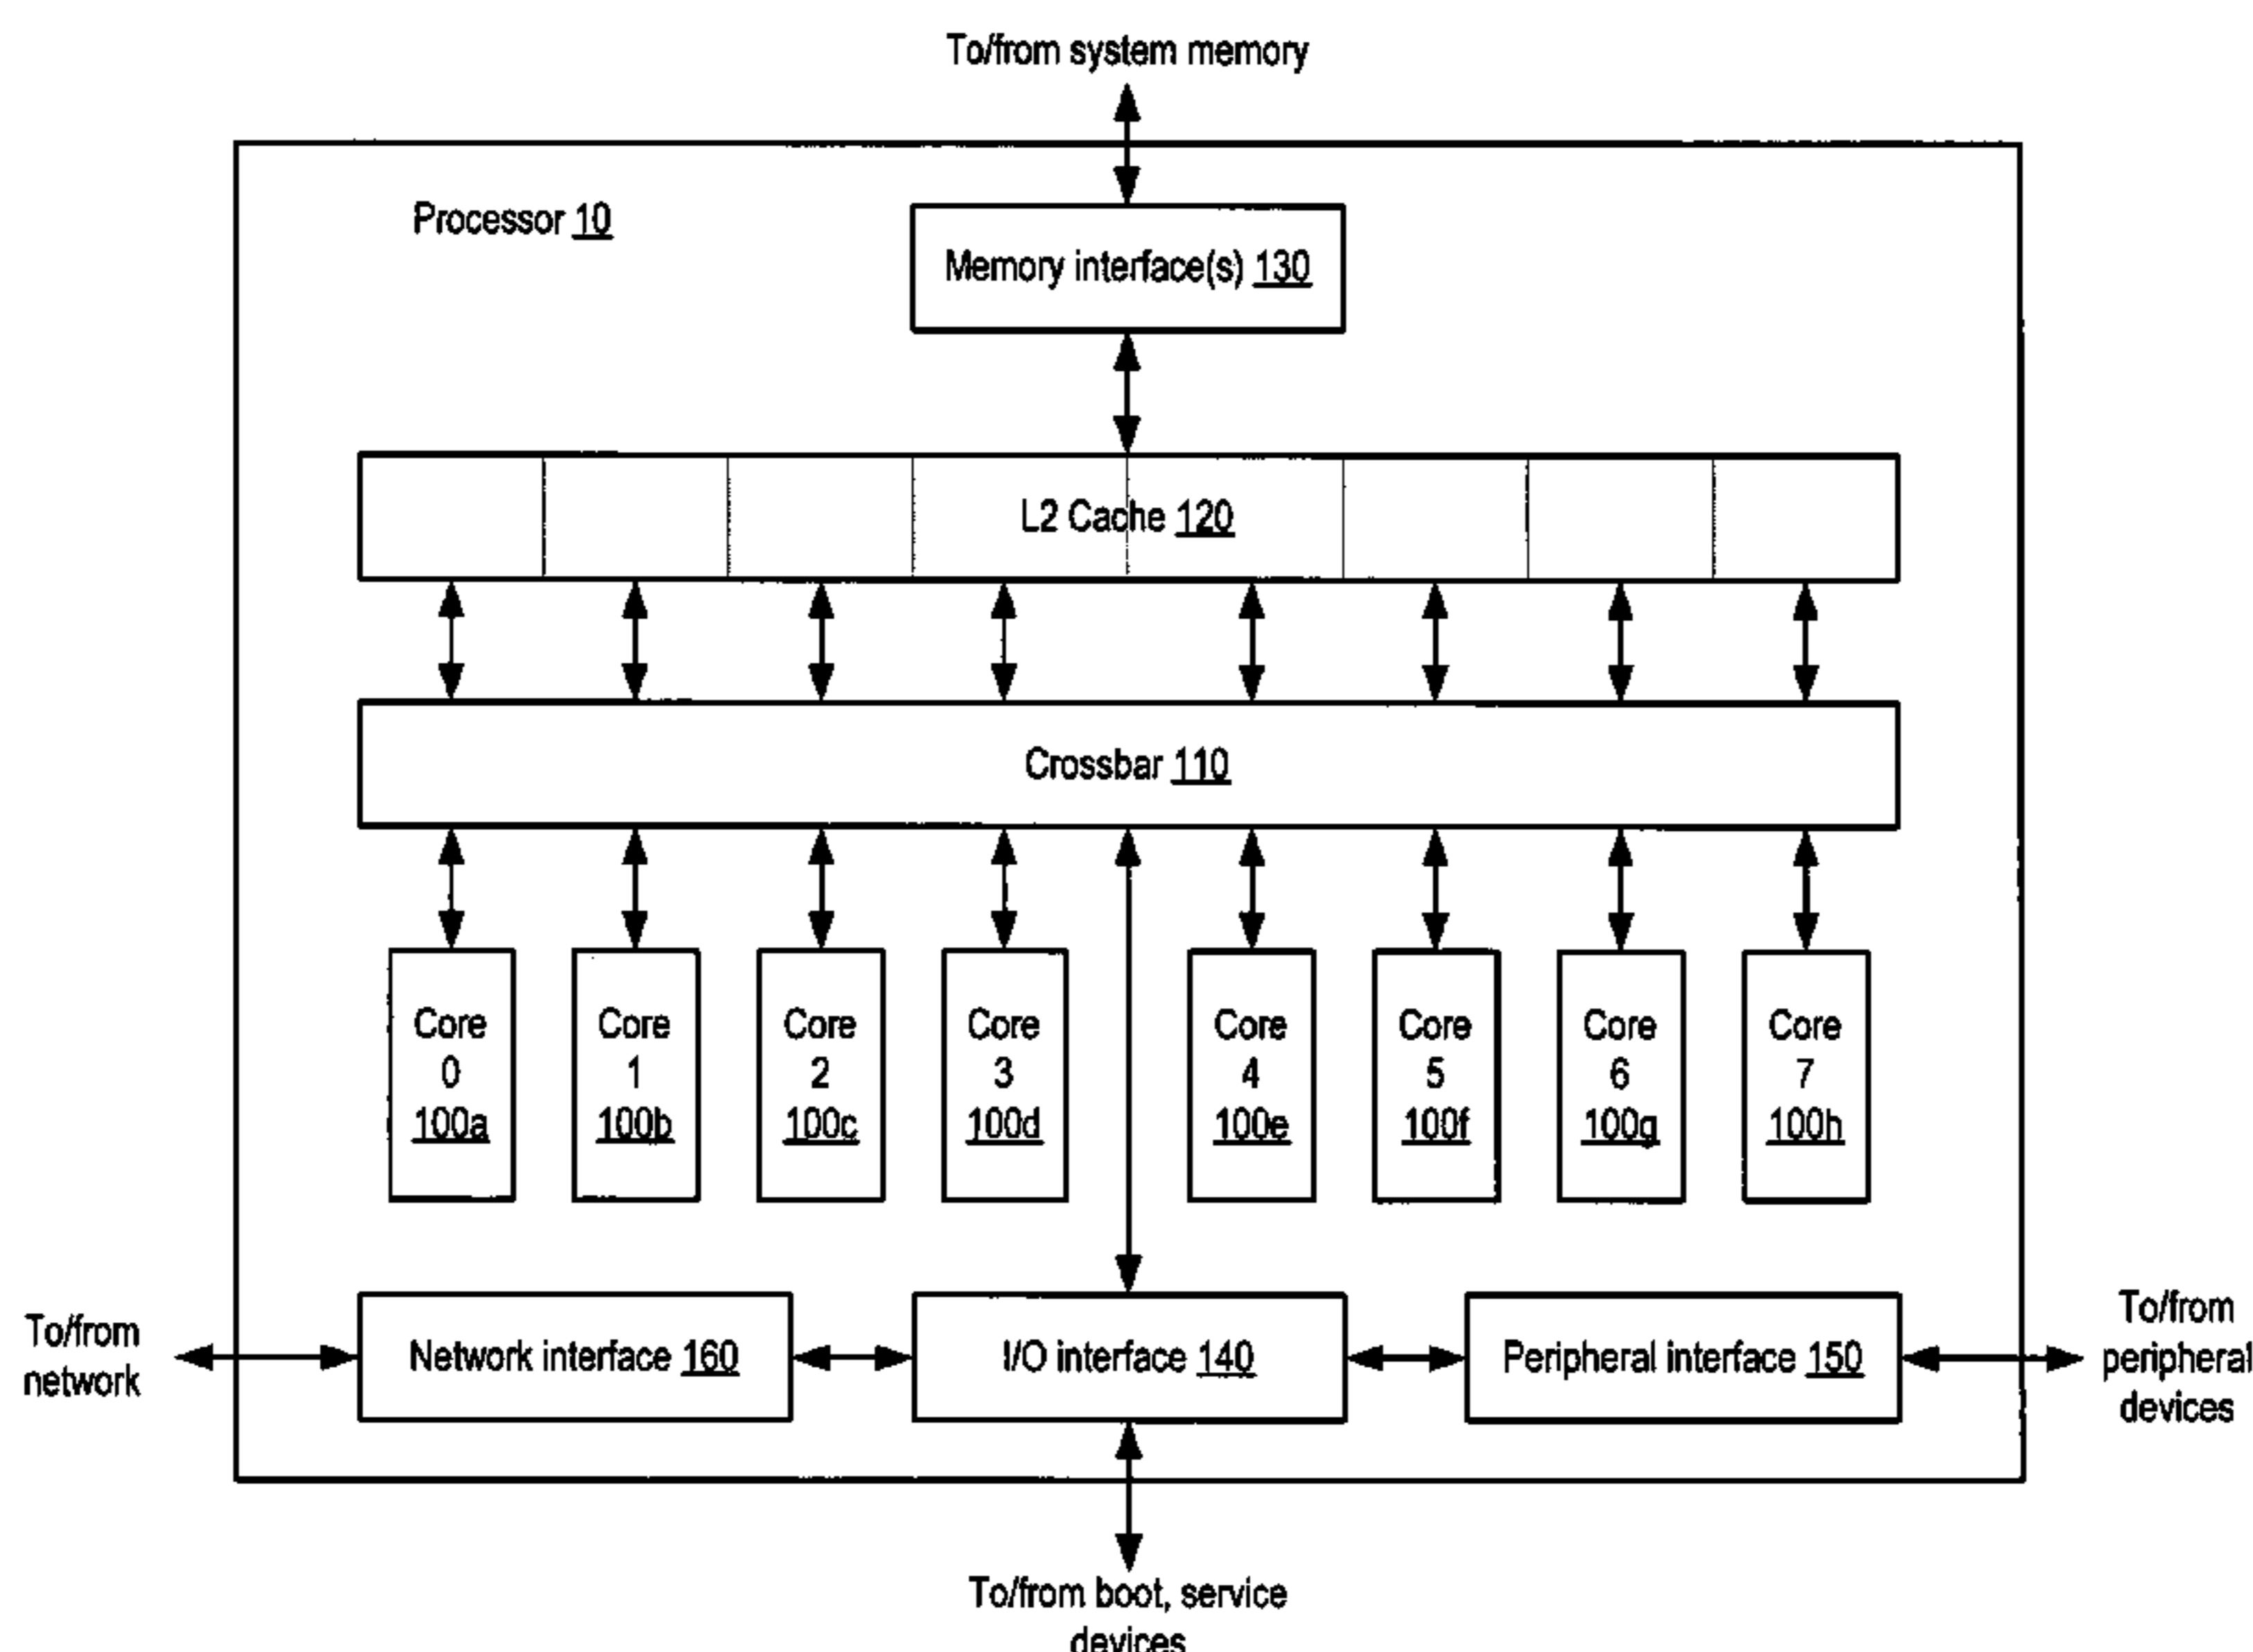 To/from system memory
Processor 10
Memory interface(s) 130
L2 Cache 120
Crossbar 110
Core
0
100a
Core
1
100b
Core
2
100c
Core
3
100d
Core
4
100e
Core
5
100f
Core
6
100g
Core
7
100h
To/from
network
Network interface 160
I/O interface 140
Peripheral interface 150
To/from
peripheral
devices
To/from boot, service
devices